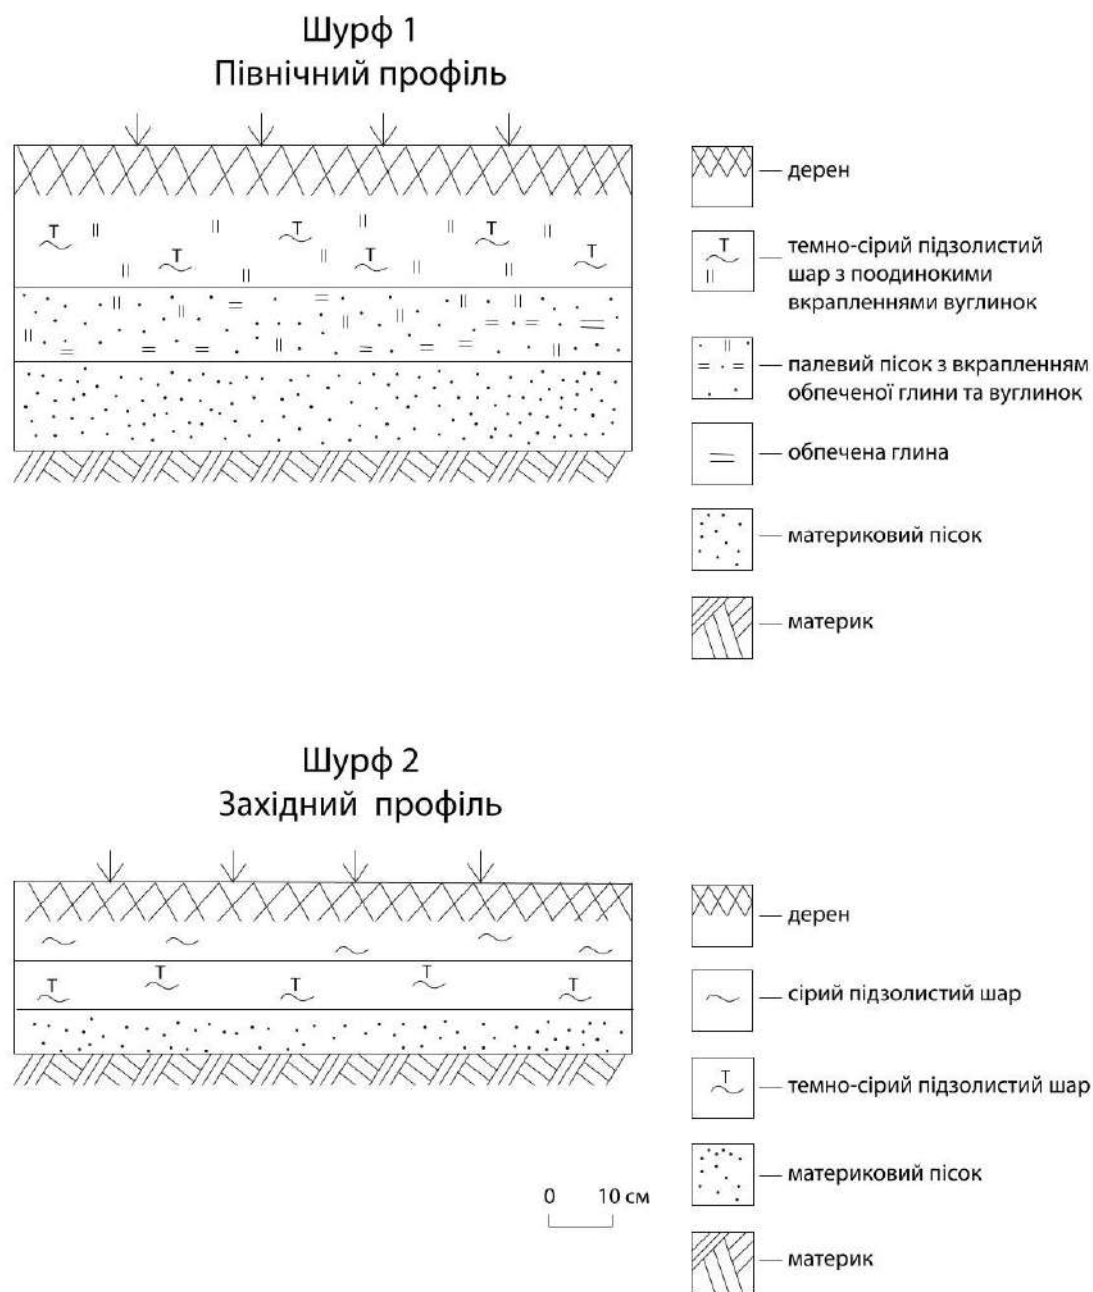 Шурф 1
Північний профіль
дерен
темно-сірий підзолистий
шар з поодинокими
вкрапленнями вуглинок
палевий пісок з вкрапленням
обпеченої глини та вуглинок
обпечена глина
материковий пісок
материк
Шурф 2
Західний профіль
дерен
сірий підзолистий шар
темно-сірий підзолистий шар
материковий пісок
материк
0 10 см